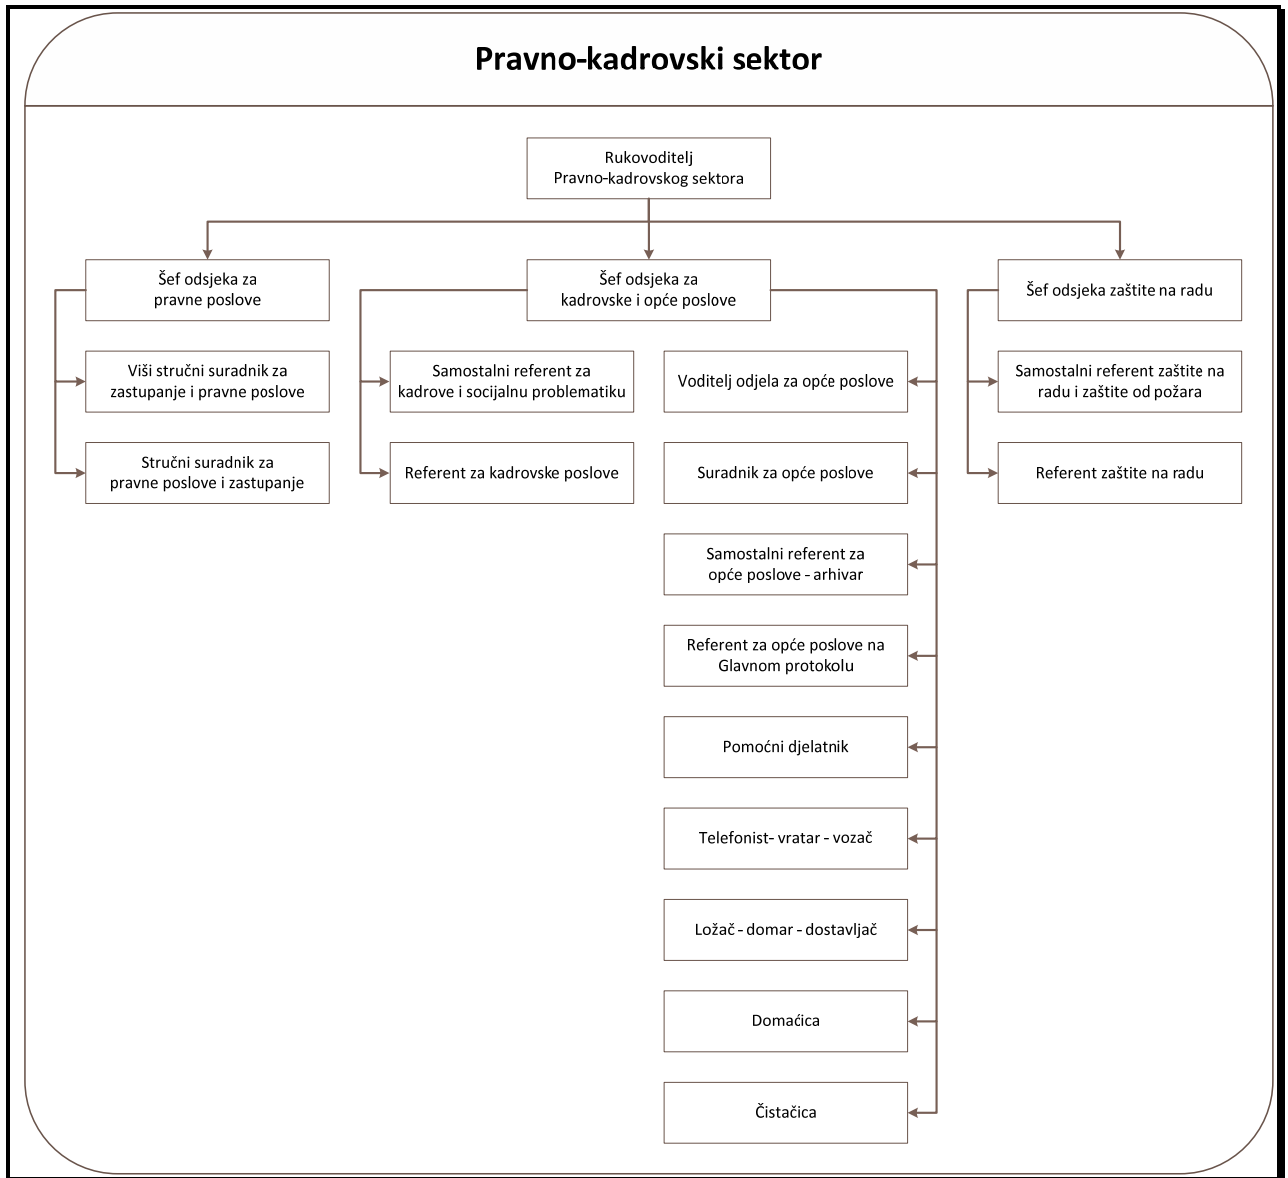 Pravno-kadrovski sektor
Rukovoditelj
Pravno-kadrovskog sektora
Šef odsjeka za
pravne poslove
Šef odsjeka za
kadrovske i opće poslove
Šef odsjeka zaštite na radu
Viši stručni suradnik za
zastupanje i pravne poslove
Samostalni referent za
kadrove i socijalnu problematiku
Voditelj odjela za opće poslove
Samostalni referent zaštite na
radu i zaštite od požara
Stručni suradnik za
pravne poslove i zastupanje
Referent za kadrovske poslove
Suradnik za opće poslove
Referent zaštite na radu
Samostalni referent za
opće poslove - arhivar
Referent za opće poslove na
Glavnom protokolu
Pomoćni djelatnik
Telefonist- vratar - vozač
Ložač - domar - dostavljač
Domaćica
Čistačica